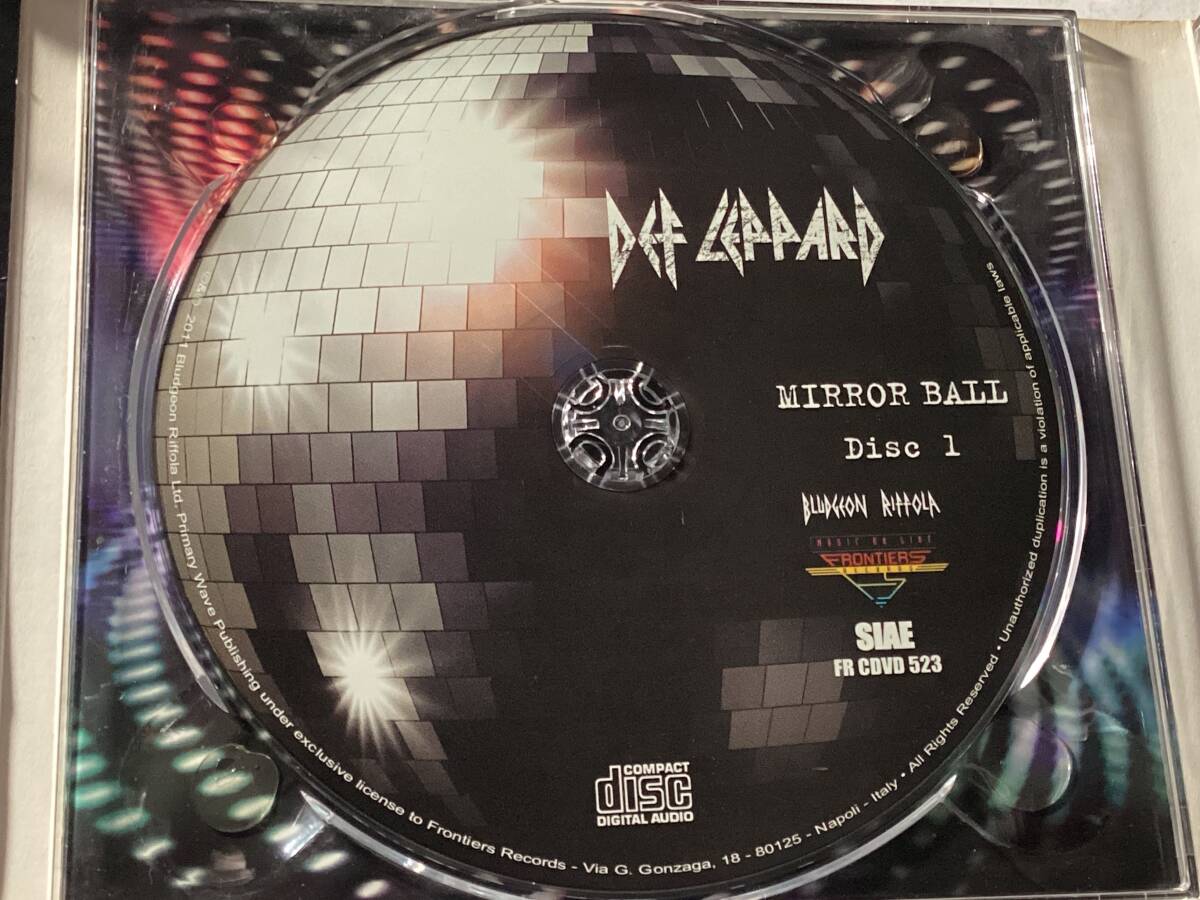 DEF LEPPARD
MIRROR BALL
Disc 1
BLUDGEON RIFFOLA
MUSIC ON LINE
FRONTIERS
RECORDS
SIAE
FR CDVD 523
COMPACT
disc
DIGITAL AUDIO
2011 Bludgeon Riffola Ltd. Primary Wave Publishing under exclusive license to Frontiers Records - Via G. Gonzaga, 18 - 80125 - Napoli - Italy • All Rights Reserved • Unauthorized duplication is a violation of applicable laws